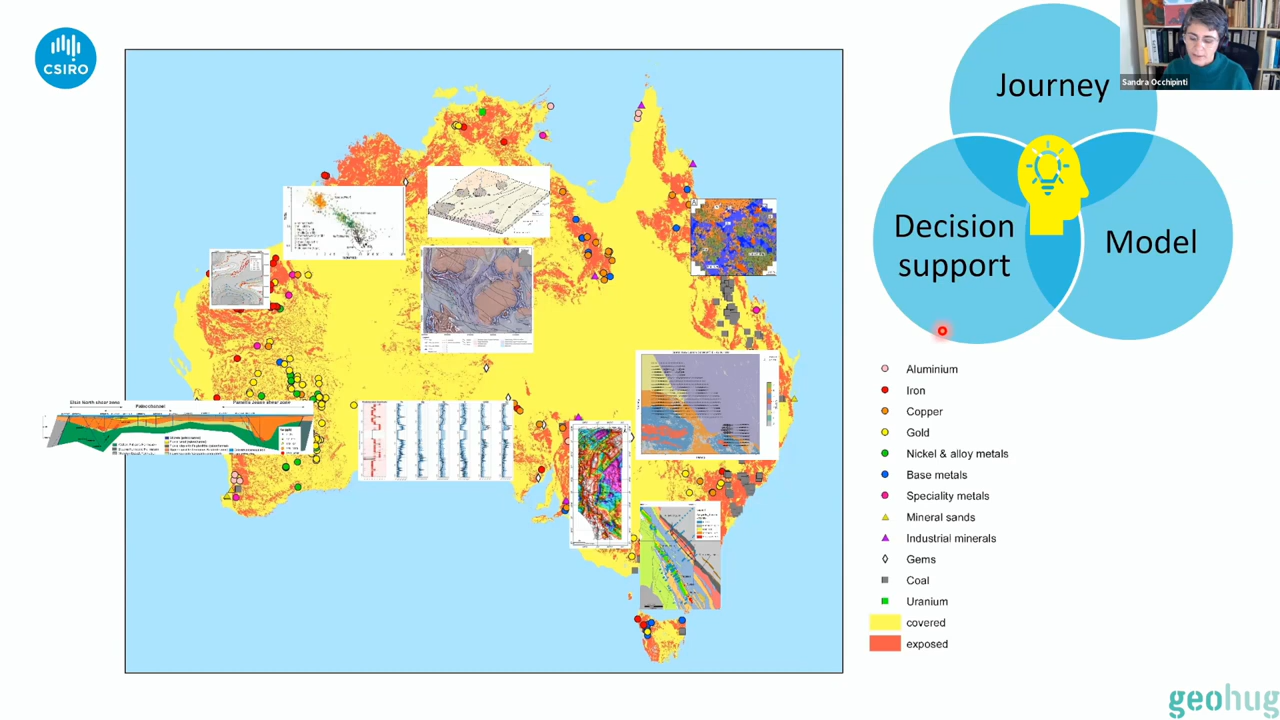 CSIRO
Journey
Sandra Occhipinti
Decision
support
Model
Aluminium
Iron
Copper
Gold
Nickel & alloy metals
Base metals
Speciality metals
Mineral sands
Industrial minerals
Gems
Coal
Uranium
covered
exposed
geohug